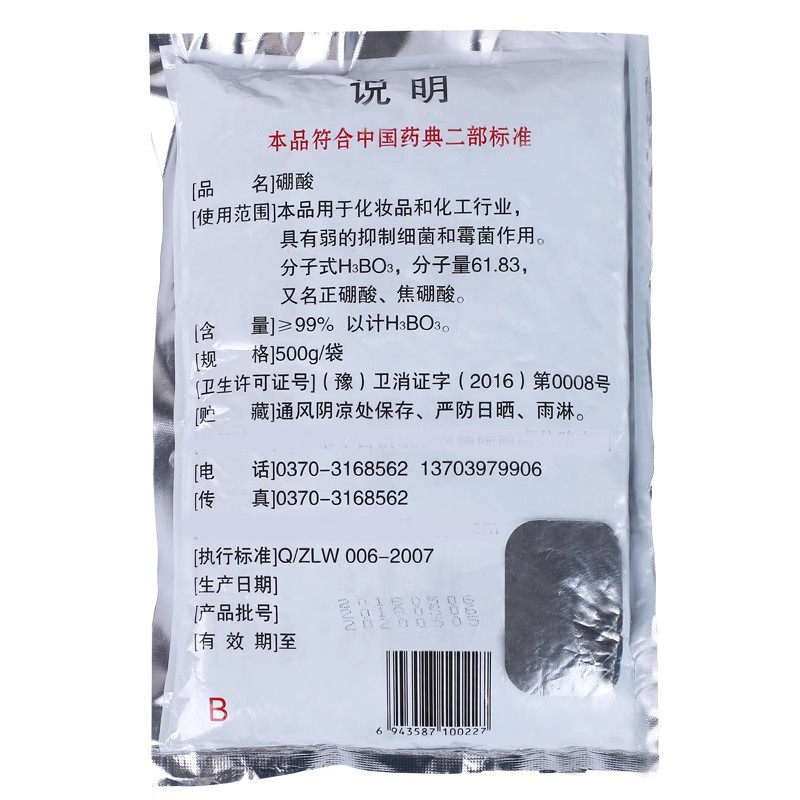 说 明
本品符合中国药典二部标准
[品 名]硼酸
[使用范围]本品用于化妆品和化工行业，
具有弱的抑制细菌和霉菌作用。
分子式H₃BO₃，分子量61.83，
又名正硼酸、焦硼酸。
[含 量]≥99% 以计H₃BO₃。
[规 格]500g/袋
[卫生许可证号]（豫）卫消证字（2016）第0008号
[贮 藏]通风阴凉处保存、严防日晒、雨淋。
[电 话]0370-3168562 13703979906
[传 真]0370-3168562
[执行标准]Q/ZLW 006-2007
[生产日期]
[产品批号]
[有 效 期]至
B
6 943587 100227